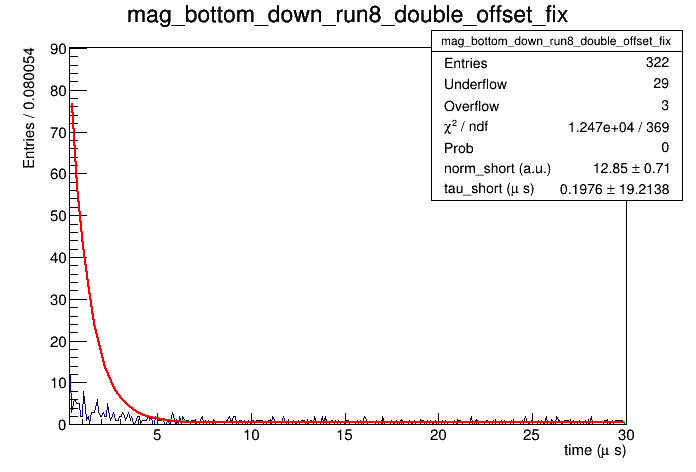 mag_bottom_down_run8_double_offset_fix
mag_bottom_down_run8_double_offset_fix
Entries 322
Underflow 29
Overflow 3
χ² / ndf 1.247e+04 / 369
Prob 0
norm_short (a.u.) 12.85 ± 0.71
tau_short (μ s) 0.1976 ± 19.2138
Entries / 0.080054
90
80
70
60
50
40
30
20
10
0
5 10 15 20 25 30
time (μ s)